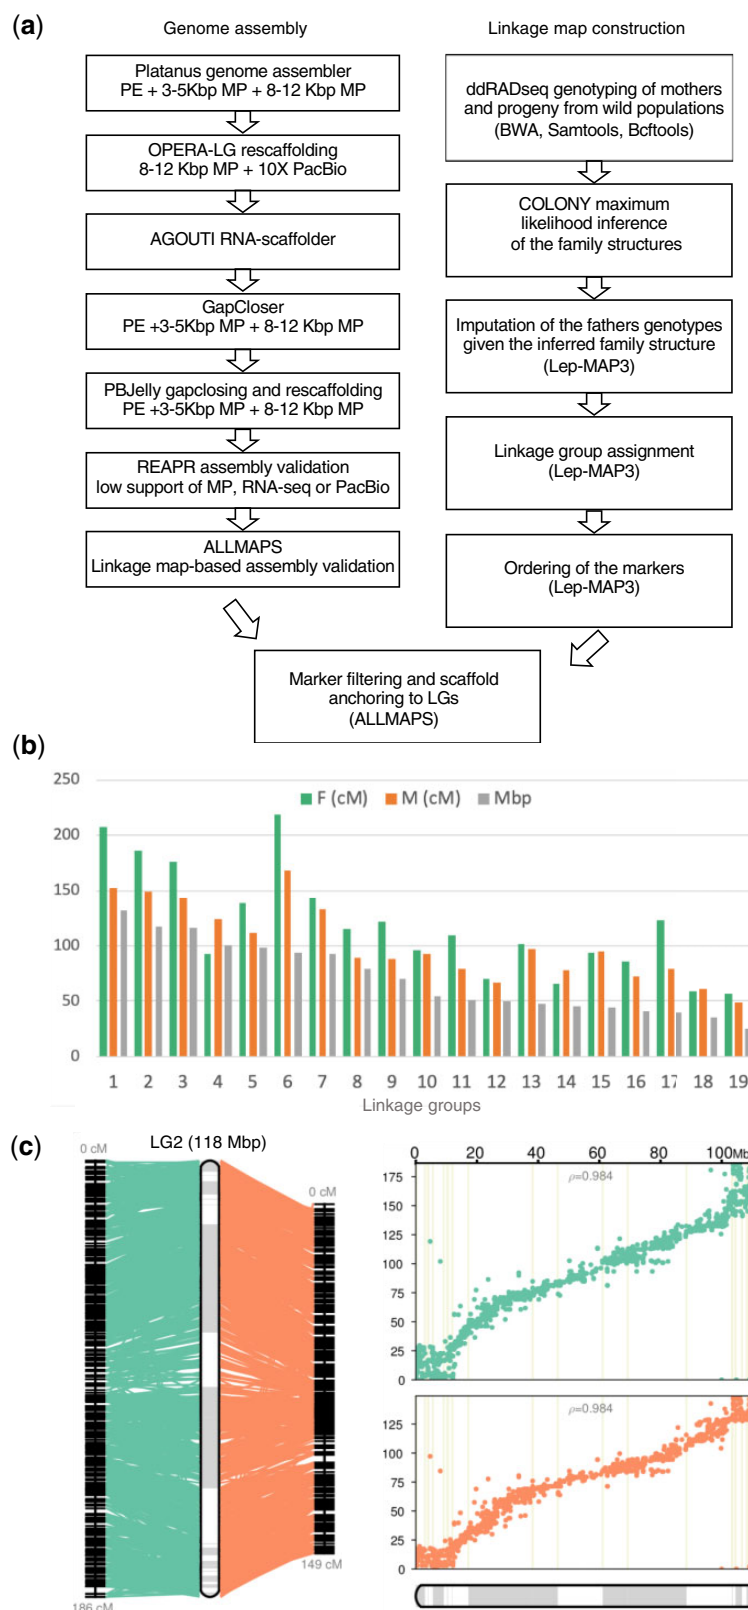 (a)
Genome assembly
Platanus genome assembler
PE + 3-5Kbp MP + 8-12 Kbp MP
OPERA-LG rescaffolding
8-12 Kbp MP + 10X PacBio
AGOUTI RNA-scaffolder
GapCloser
PE +3-5Kbp MP + 8-12 Kbp MP
PBJelly gapclosing and rescaffolding
PE +3-5Kbp MP + 8-12 Kbp MP
REAPR assembly validation
low support of MP, RNA-seq or PacBio
ALLMAPS
Linkage map-based assembly validation
Linkage map construction
ddRADseq genotyping of mothers
and progeny from wild populations
(BWA, Samtools, Bcftools)
COLONY maximum
likelihood inference
of the family structures
Imputation of the fathers genotypes
given the inferred family structure
(Lep-MAP3)
Linkage group assignment
(Lep-MAP3)
Ordering of the markers
(Lep-MAP3)
Marker filtering and scaffold
anchoring to LGs
(ALLMAPS)
(b)
250
200
150
100
50
0
F (cM) M (cM) Mbp
1 2 3 4 5 6 7 8 9 10 11 12 13 14 15 16 17 18 19
Linkage groups
(c)
LG2 (118 Mbp)
0 cM
0 cM
186 cM
149 cM
0 20 40 60 80 100Mb
ρ=0.984
175
150
125
100
75
50
25
0
ρ=0.984
125
100
75
50
25
0